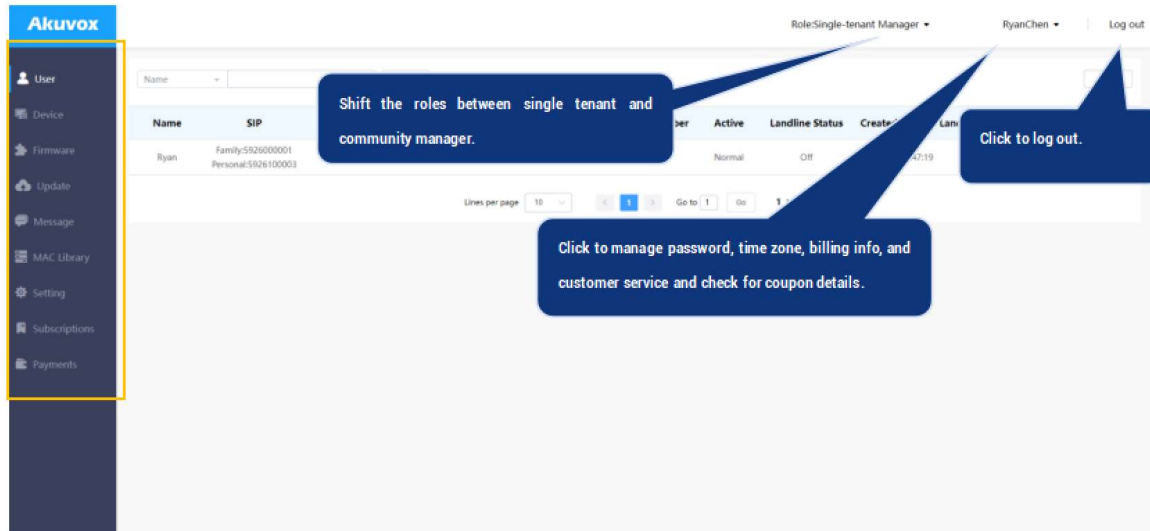 Akuvox
Role:Single-tenant Manager
RyanChen
Log out
User
Device
Firmware
Update
Message
MAC Library
Setting
Subscriptions
Payments
Name
Shift the roles between single tenant and
community manager.
Click to log out.
Name SIP Active Landline Status
Ryan Family:5926000001 Normal Off
Personal:5926100003
Lines per page 10 < 1 > Go to 1 Go 1
Click to manage password, time zone, billing info, and
customer service and check for coupon details.